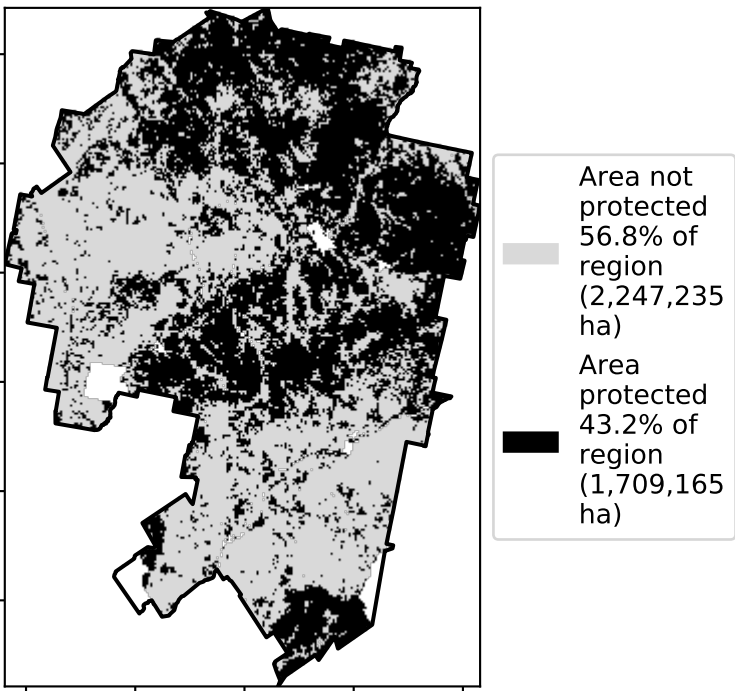 Area not
protected
56.8% of
region
(2,247,235
ha)
Area
protected
43.2% of
region
(1,709,165
ha)